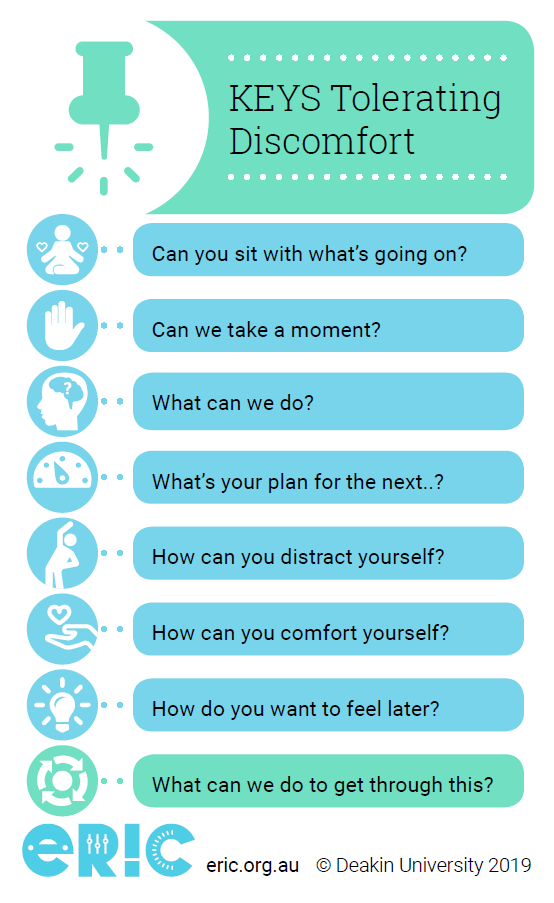 KEYS Tolerating
Discomfort
Can you sit with what's going on?
Can we take a moment?
?
What can we do?
What's your plan for the next..?
How can you distract yourself?
How can you comfort yourself?
How do you want to feel later?
What can we do to get through this?
eRIC eric.org.au © Deakin University 2019